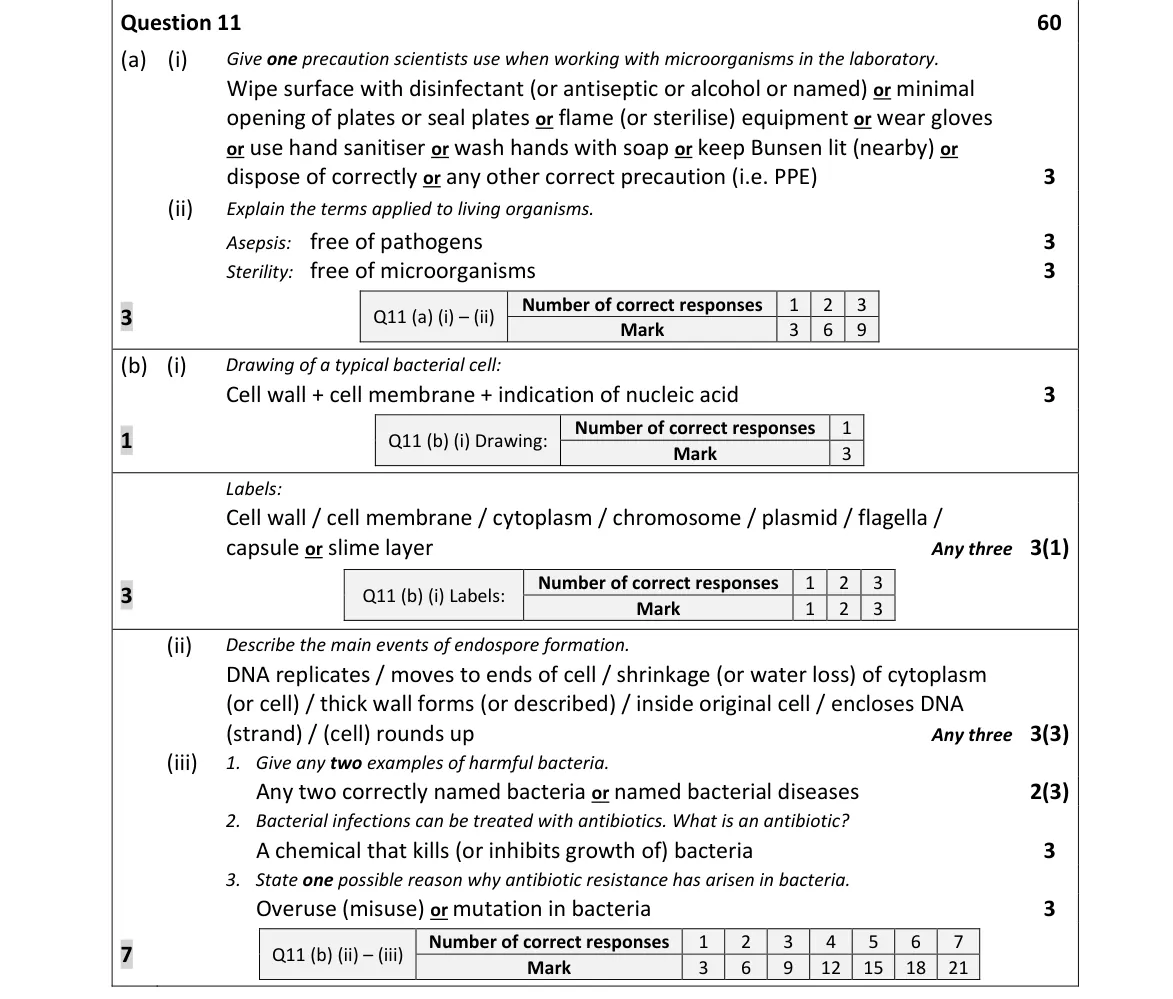 Question 11 60
(a) (i) Give one precaution scientists use when working with microorganisms in the laboratory.
Wipe surface with disinfectant (or antiseptic or alcohol or named) or minimal
opening of plates or seal plates or flame (or sterilise) equipment or wear gloves
or use hand sanitiser or wash hands with soap or keep Bunsen lit (nearby) or
dispose of correctly or any other correct precaution (i.e. PPE) 3
(ii) Explain the terms applied to living organisms.
Asepsis: free of pathogens 3
Sterility: free of microorganisms 3
3 Q11 (a) (i) – (ii) Number of correct responses 1 2 3
Mark 3 6 9
(b) (i) Drawing of a typical bacterial cell:
Cell wall + cell membrane + indication of nucleic acid 3
1 Q11 (b) (i) Drawing: Number of correct responses 1
Mark 3
Labels:
Cell wall / cell membrane / cytoplasm / chromosome / plasmid / flagella /
capsule or slime layer Any three 3(1)
3 Q11 (b) (i) Labels: Number of correct responses 1 2 3
Mark 1 2 3
(ii) Describe the main events of endospore formation.
DNA replicates / moves to ends of cell / shrinkage (or water loss) of cytoplasm
(or cell) / thick wall forms (or described) / inside original cell / encloses DNA
(strand) / (cell) rounds up Any three 3(3)
(iii) 1. Give any two examples of harmful bacteria.
Any two correctly named bacteria or named bacterial diseases 2(3)
2. Bacterial infections can be treated with antibiotics. What is an antibiotic?
A chemical that kills (or inhibits growth of) bacteria 3
3. State one possible reason why antibiotic resistance has arisen in bacteria.
Overuse (misuse) or mutation in bacteria 3
7 Q11 (b) (ii) – (iii) Number of correct responses 1 2 3 4 5 6 7
Mark 3 6 9 12 15 18 21